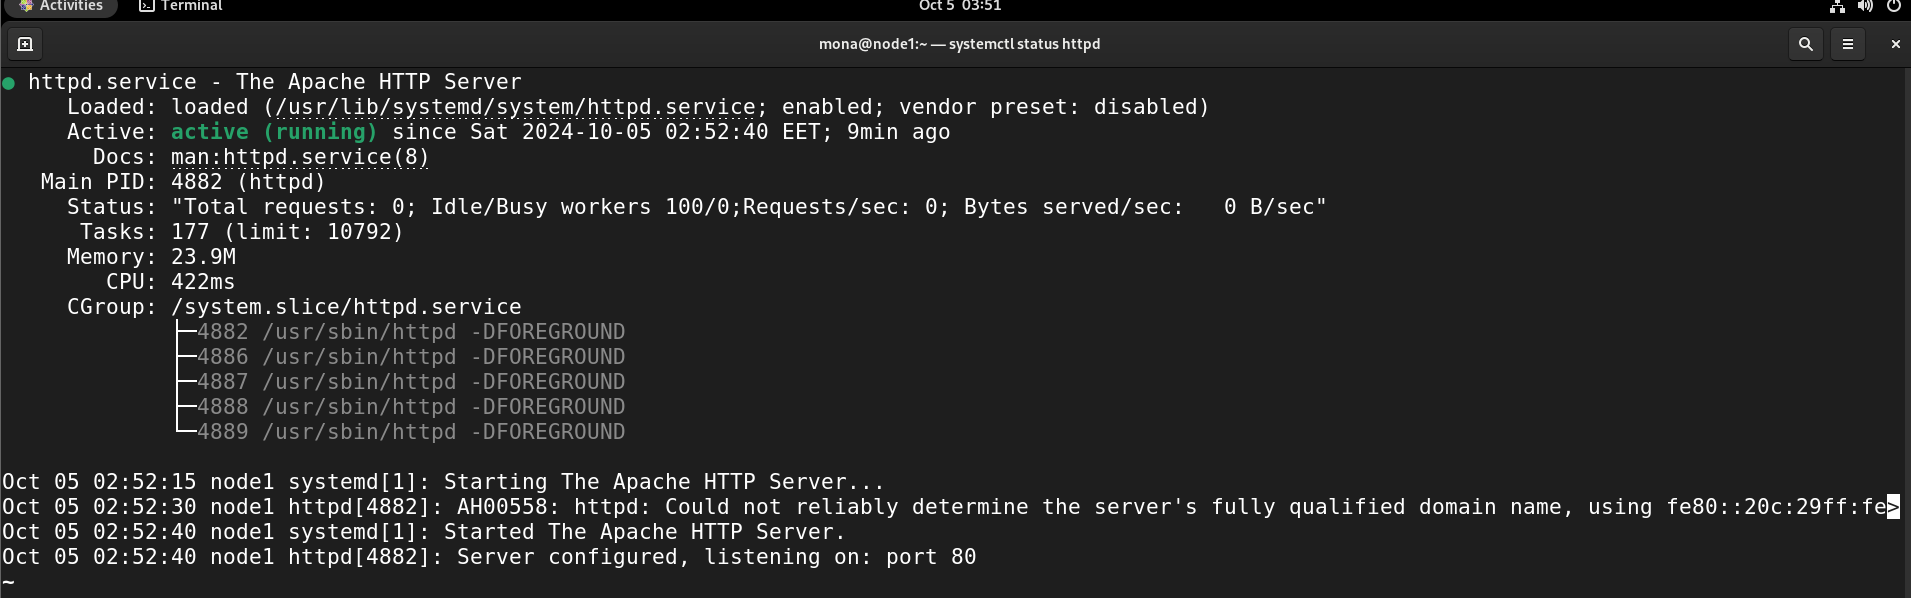 Activities Terminal Oct 5 03:51
mona@node1:~ — systemctl status httpd
● httpd.service - The Apache HTTP Server
     Loaded: loaded (/usr/lib/systemd/system/httpd.service; enabled; vendor preset: disabled)
     Active: active (running) since Sat 2024-10-05 02:52:40 EET; 9min ago
       Docs: man:httpd.service(8)
   Main PID: 4882 (httpd)
     Status: "Total requests: 0; Idle/Busy workers 100/0;Requests/sec: 0; Bytes served/sec:   0 B/sec"
      Tasks: 177 (limit: 10792)
     Memory: 23.9M
        CPU: 422ms
     CGroup: /system.slice/httpd.service
             ├─4882 /usr/sbin/httpd -DFOREGROUND
             ├─4886 /usr/sbin/httpd -DFOREGROUND
             ├─4887 /usr/sbin/httpd -DFOREGROUND
             ├─4888 /usr/sbin/httpd -DFOREGROUND
             └─4889 /usr/sbin/httpd -DFOREGROUND
Oct 05 02:52:15 node1 systemd[1]: Starting The Apache HTTP Server...
Oct 05 02:52:30 node1 httpd[4882]: AH00558: httpd: Could not reliably determine the server's fully qualified domain name, using fe80::20c:29ff:fe>
Oct 05 02:52:40 node1 systemd[1]: Started The Apache HTTP Server.
Oct 05 02:52:40 node1 httpd[4882]: Server configured, listening on: port 80
~